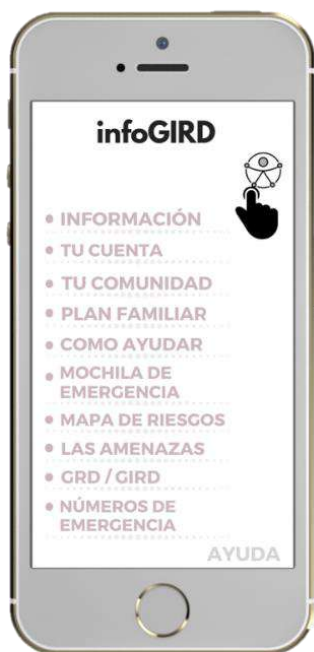 infoGIRD
• INFORMACIÓN
• TU CUENTA
• TU COMUNIDAD
• PLAN FAMILIAR
• COMO AYUDAR
• MOCHILA DE
EMERGENCIA
• MAPA DE RIESGOS
• LAS AMENAZAS
• GRD / GIRD
• NÚMEROS DE
EMERGENCIA
AYUDA